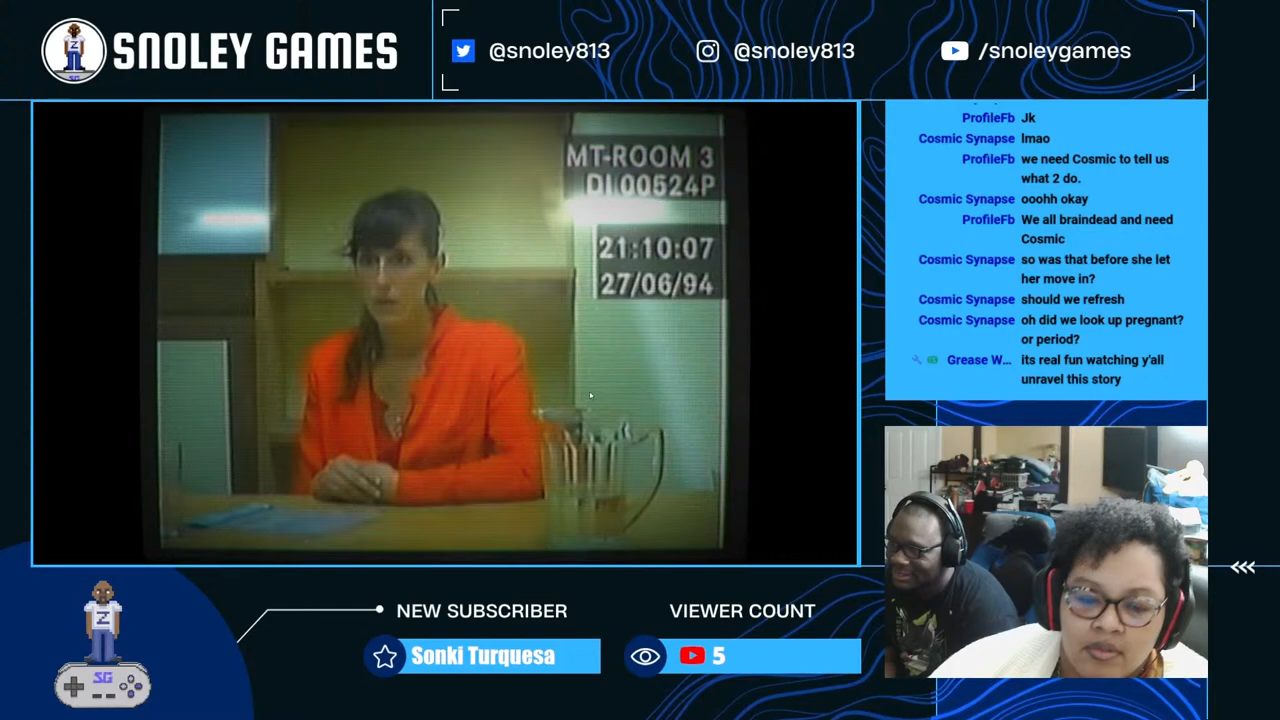 SNOLEY GAMES
@snoley813
@snoley813
/snoleygames
MT-ROOM 3
DI 00524P
21:10:07
27/06/94
ProfileFb Jk
Cosmic Synapse lmao
ProfileFb we need Cosmic to tell us
what 2 do.
Cosmic Synapse ooohh okay
ProfileFb We all braindead and need
Cosmic
Cosmic Synapse so was that before she let
her move in?
Cosmic Synapse should we refresh
Cosmic Synapse oh did we look up pregnant?
or period?
Grease W... its real fun watching y'all
unravel this story
NEW SUBSCRIBER
Sonki Turquesa
VIEWER COUNT
5
Z
SG
Z
SG